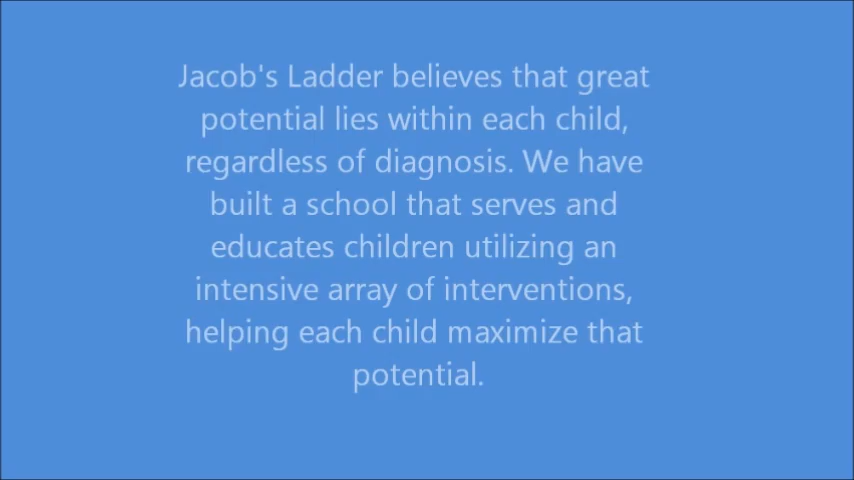 Jacob's Ladder believes that great
potential lies within each child,
regardless of diagnosis. We have
built a school that serves and
educates children utilizing an
intensive array of interventions,
helping each child maximize that
potential.